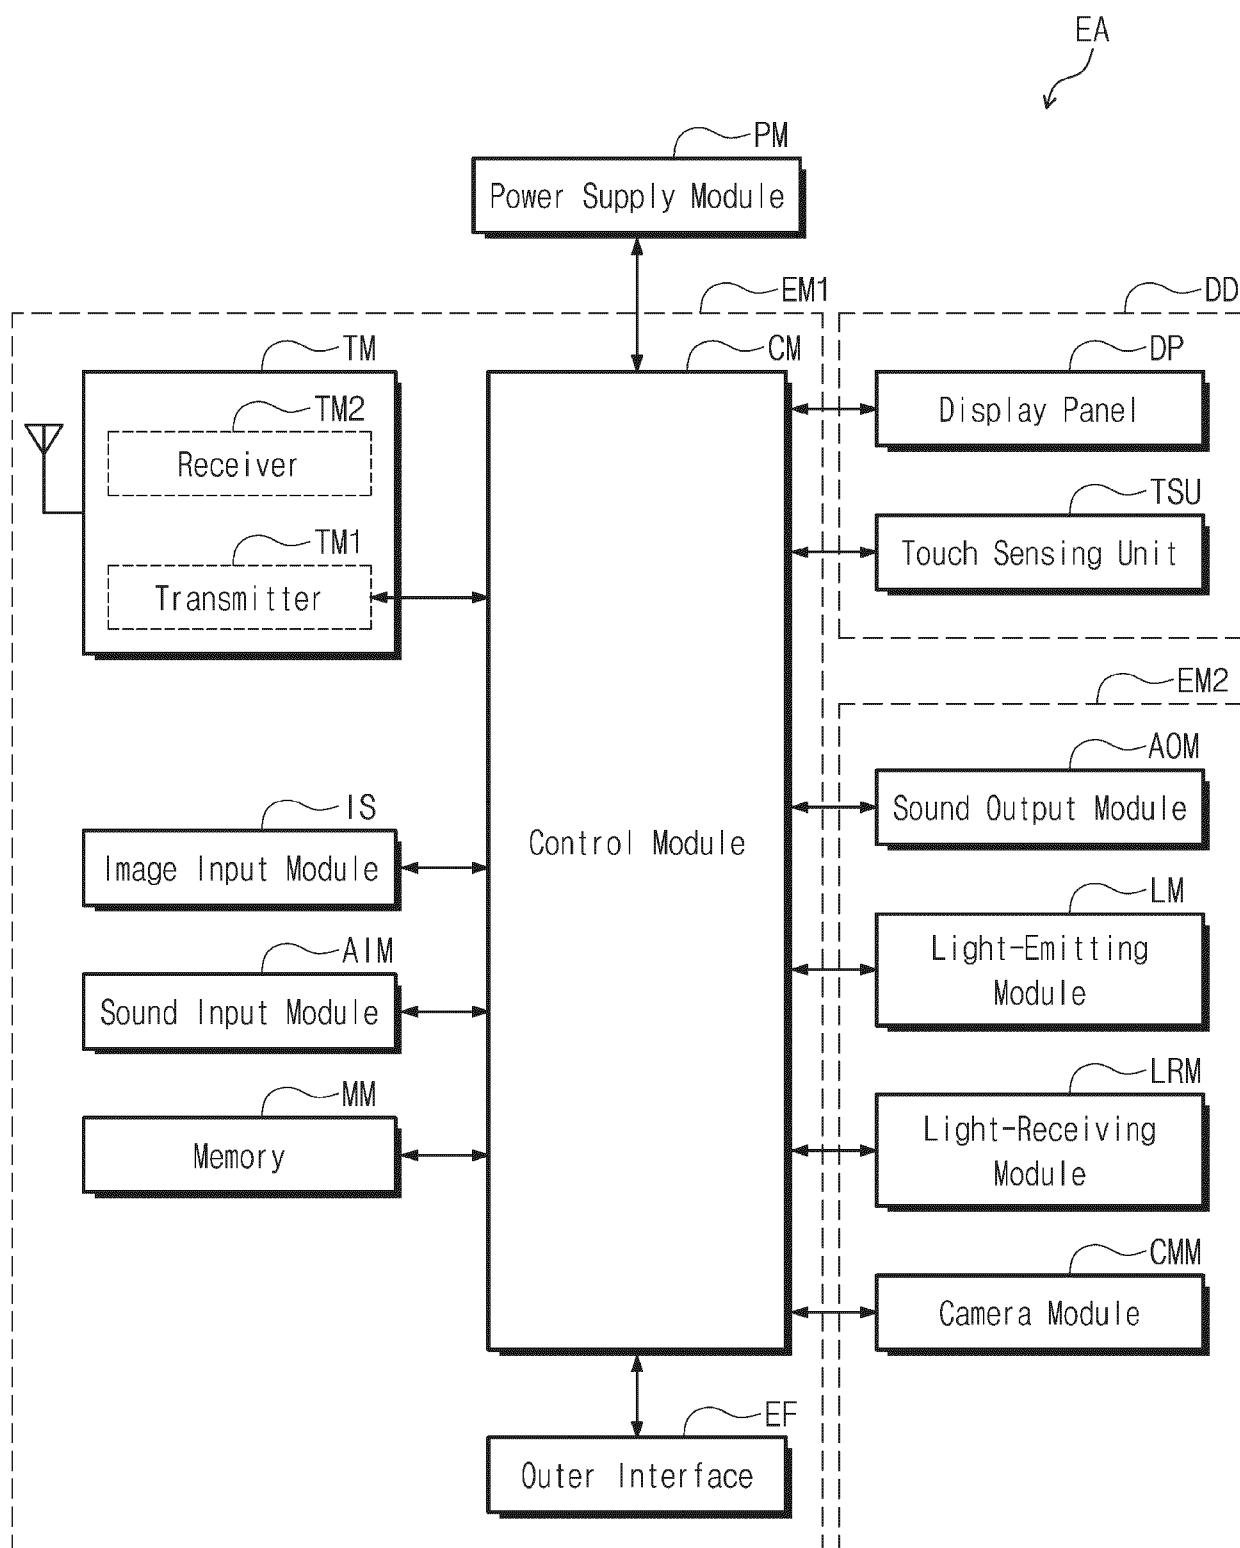 EA
PM
Power Supply Module
EM1
DD
TM
CM
DP
TM2
Receiver
Display Panel
TSU
TM1
Touch Sensing Unit
Transmitter
EM2
AOM
IS
Sound Output Module
Control Module
Image Input Module
LM
AIM
Light-Emitting
Module
Sound Input Module
LRM
MM
Light-Receiving
Module
Memory
CMM
Camera Module
EF
Outer Interface